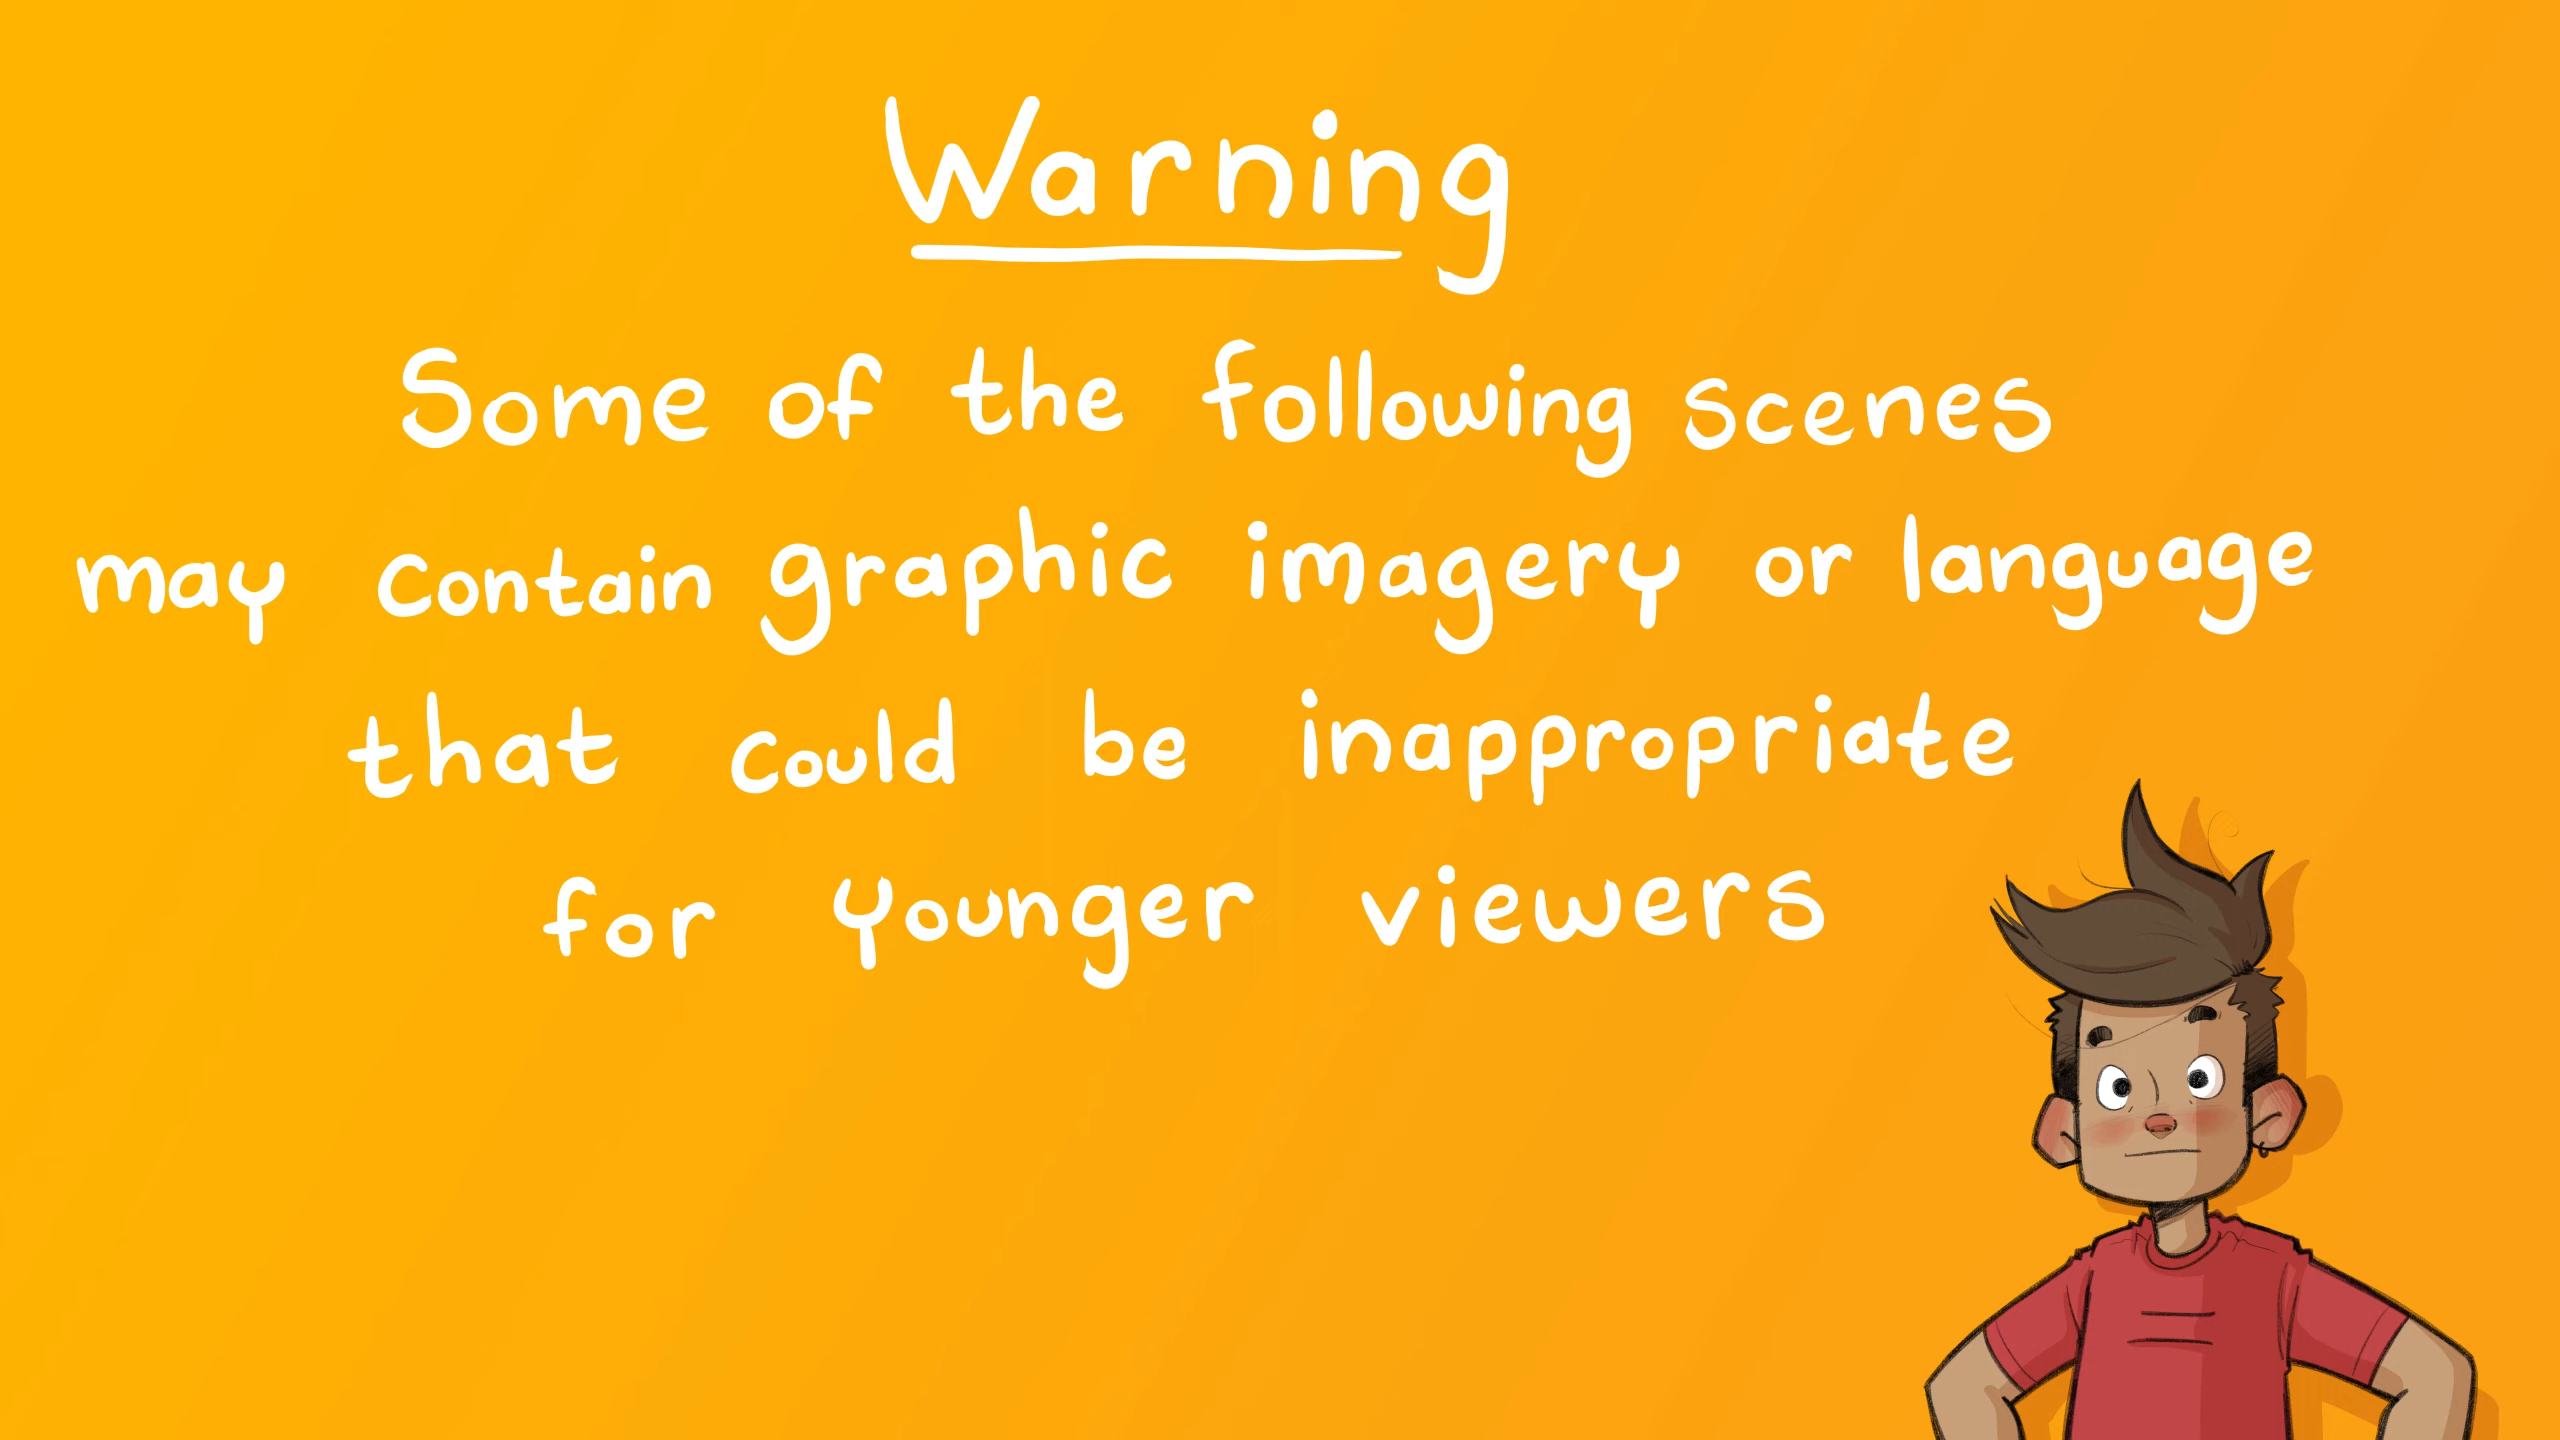 Warning
Some of the following scenes
may contain graphic imagery or language
that could be inappropriate
for younger viewers